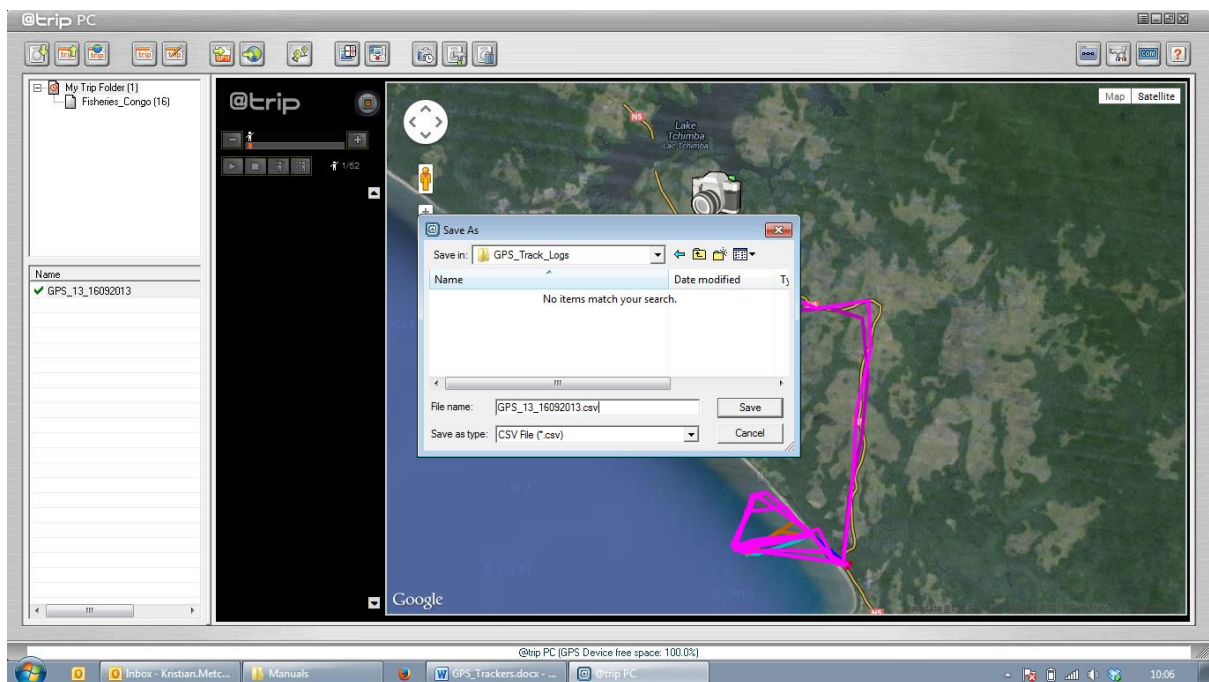 @trip PC
My Trip Folder (1)
Fisheries_Congo (16)
Name
GPS_13_16092013
@trip
1/52
Map Satellite
N5
Lake
Tchimba
Lac Tchimba
Save As
Save in: GPS_Track_Logs
Name Date modified Ty
No items match your search.
File name: GPS_13_16092013.csv Save
Save as type: CSV File (*.csv) Cancel
Google
N5
@trip PC (GPS Device free space: 100.0%)
Inbox - Kristian.Metc... Manuals GPS_Trackers.docx - ... @trip PC 10:06